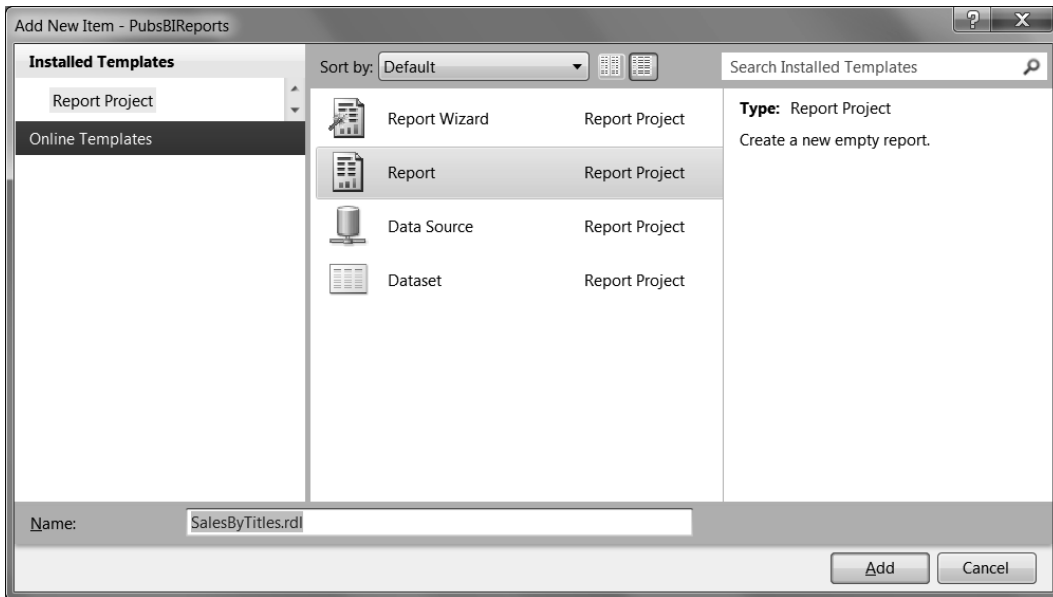 Add New Item - PubsBIReports
Installed Templates
Report Project
Online Templates
Sort by: Default
Search Installed Templates
Report Wizard Report Project
Report Report Project
Data Source Report Project
Dataset Report Project
Type: Report Project
Create a new empty report.
Name: SalesByTitles.rdl
Add Cancel